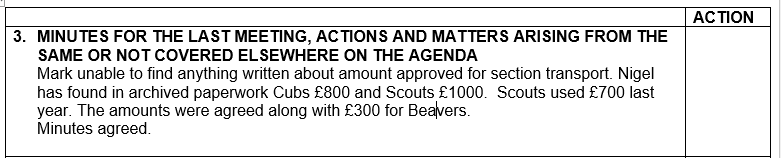 ACTION
3. MINUTES FOR THE LAST MEETING, ACTIONS AND MATTERS ARISING FROM THE
SAME OR NOT COVERED ELSEWHERE ON THE AGENDA
Mark unable to find anything written about amount approved for section transport. Nigel
has found in archived paperwork Cubs £800 and Scouts £1000.  Scouts used £700 last
year. The amounts were agreed along with £300 for Beavers.
Minutes agreed.